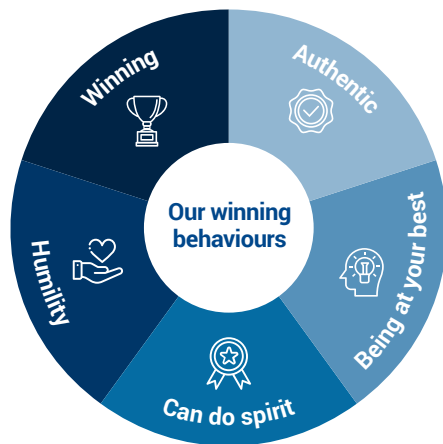 Our winning
behaviours
Authentic
Being at your best
Can do spirit
Humility
Winning